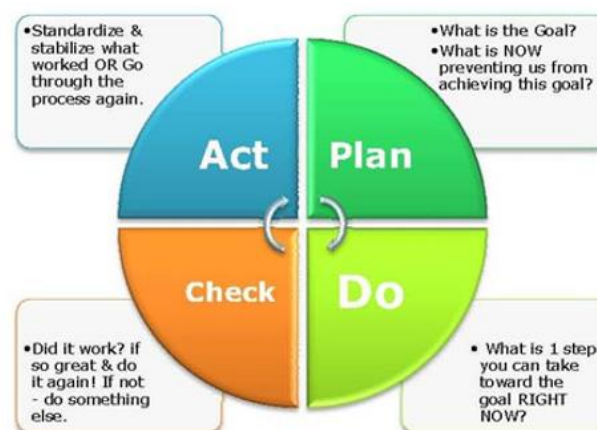 •Standardize &
stabilize what
worked OR Go
through the
process again.
•What is the Goal?
•What is NOW
preventing us from
achieving this goal?
Act
Plan
Check
Do
•Did it work? if
so great & do
it again! If not
- do something
else.
• What is 1 step
you can take
toward the
goal RIGHT
NOW?